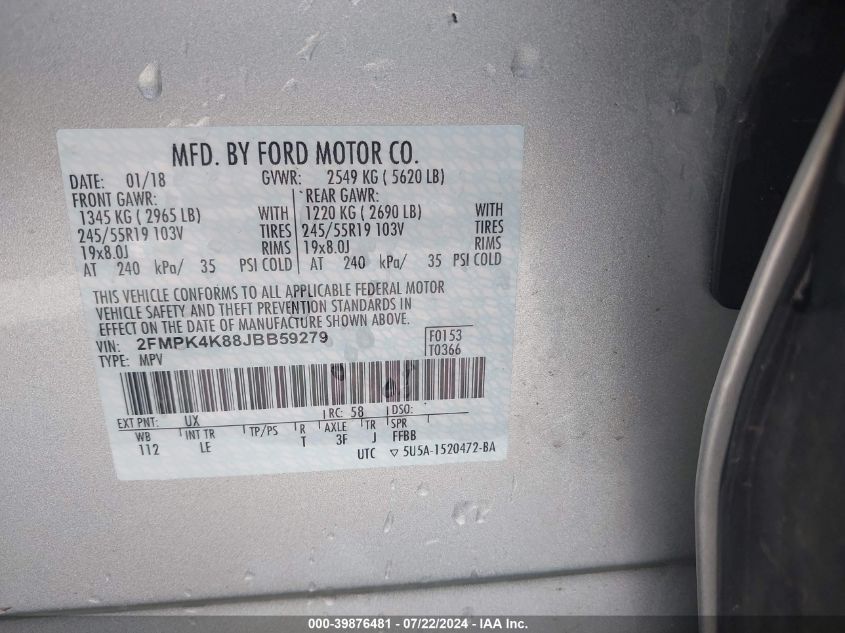 MFD. BY FORD MOTOR CO.
DATE: 01/18 GVWR: 2549 KG ( 5620 LB)
FRONT GAWR: REAR GAWR:
1345 KG ( 2965 LB) WITH 1220 KG ( 2690 LB) WITH
245/55R19 103V TIRES 245/55R19 103V TIRES
19x8.0J RIMS 19x8.0J RIMS
AT 240 kPa/ 35 PSI COLD AT 240 kPa/ 35 PSI COLD
THIS VEHICLE CONFORMS TO ALL APPLICABLE FEDERAL MOTOR
VEHICLE SAFETY AND THEFT PREVENTION STANDARDS IN
EFFECT ON THE DATE OF MANUFACTURE SHOWN ABOVE.
VIN: 2FMPK4K88JBB59279 F0153
TYPE: MPV T0366
EXT PNT: UX RC: 58 DSO:
WB INT TR TP/PS R AXLE TR SPR
112 LE T 3F J FFBB
UTC ▽ 5U5A-1520472-BA
000-39876481 - 07/22/2024 - IAA Inc.